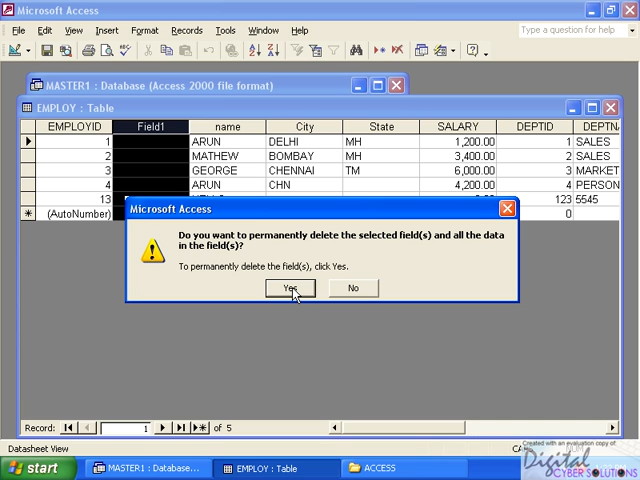 Microsoft Access
File Edit View Insert Format Records Tools Window Help
Type a question for help
MASTER1 : Database (Access 2000 file format)
EMPLOY : Table
EMPLOYID Field1 name City State SALARY DEPTID DEPTN
1 ARUN DELHI MH 1,200.00 1 SALES
2 MATHEW BOMBAY MH 3,400.00 2 SALES
3 GEORGE CHENNAI TM 6,000.00 3 MARKET
4 ARUN CHN 4,200.00 4 PERSON
13 123 5545
(AutoNumber) 0
Microsoft Access
Do you want to permanently delete the selected field(s) and all the data
in the field(s)?
To permanently delete the field(s), click Yes.
Yes No
Record: 1 of 5
Datasheet View
Created with an evaluation copy of
start MASTER1 : Database... EMPLOY : Table ACCESS
Digital
CYBER SOLUTIONS